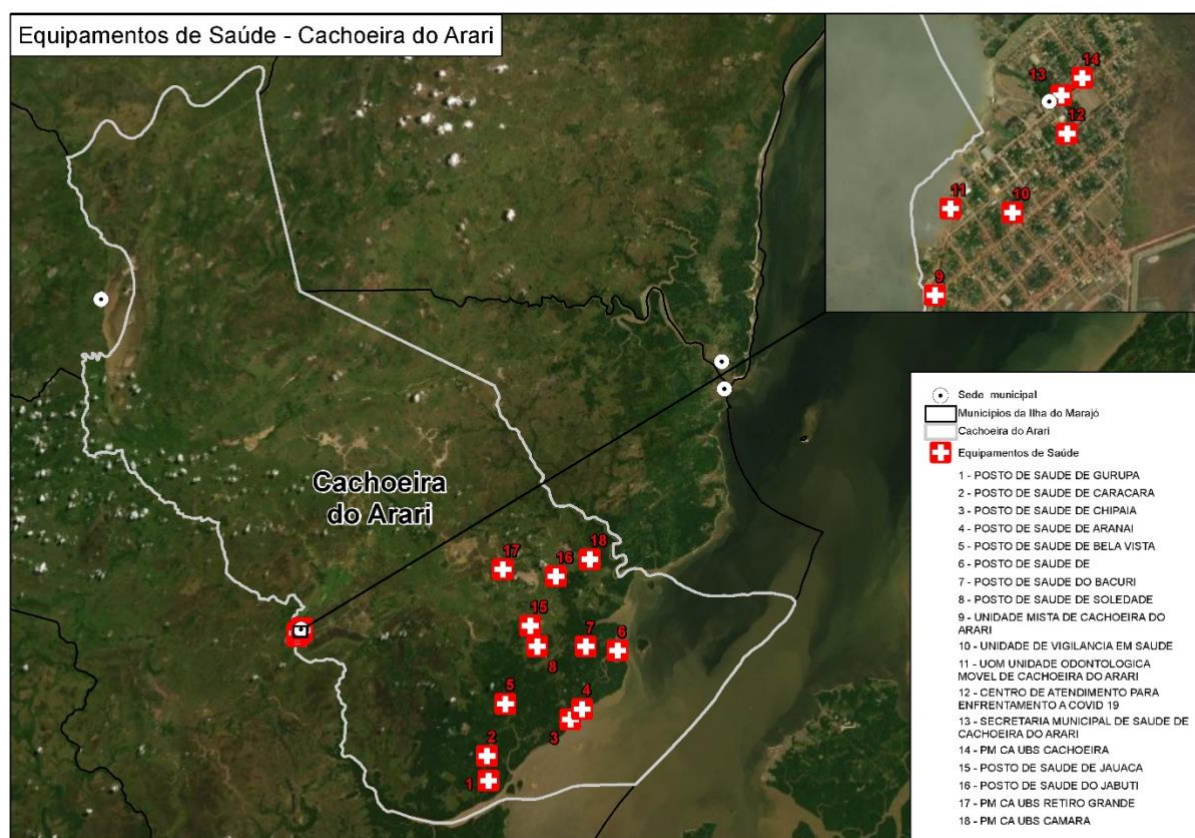 Equipamentos de Saúde - Cachoeira do Arari
13
14
12
11
10
9
Cachoeira
do Arari
17
16
18
15
8
7
6
5
4
3
2
1
Sede municipal
Municípios da Ilha do Marajó
Cachoeira do Arari
Equipamentos de Saúde
1 - POSTO DE SAUDE DE GURUPA
2 - POSTO DE SAUDE DE CARACARA
3 - POSTO DE SAUDE DE CHIPAIA
4 - POSTO DE SAUDE DE ARANAI
5 - POSTO DE SAUDE DE BELA VISTA
6 - POSTO DE SAUDE DE
7 - POSTO DE SAUDE DO BACURI
8 - POSTO DE SAUDE DE SOLEDADE
9 - UNIDADE MISTA DE CACHOEIRA DO
ARARI
10 - UNIDADE DE VIGILANCIA EM SAUDE
11 - UOM UNIDADE ODONTOLOGICA
MOVEL DE CACHOEIRA DO ARARI
12 - CENTRO DE ATENDIMENTO PARA
ENFRENTAMENTO A COVID 19
13 - SECRETARIA MUNICIPAL DE SAUDE DE
CACHOEIRA DO ARARI
14 - PM CA UBS CACHOEIRA
15 - POSTO DE SAUDE DE JAUACA
16 - POSTO DE SAUDE DO JABUTI
17 - PM CA UBS RETIRO GRANDE
18 - PM CA UBS CAMARA